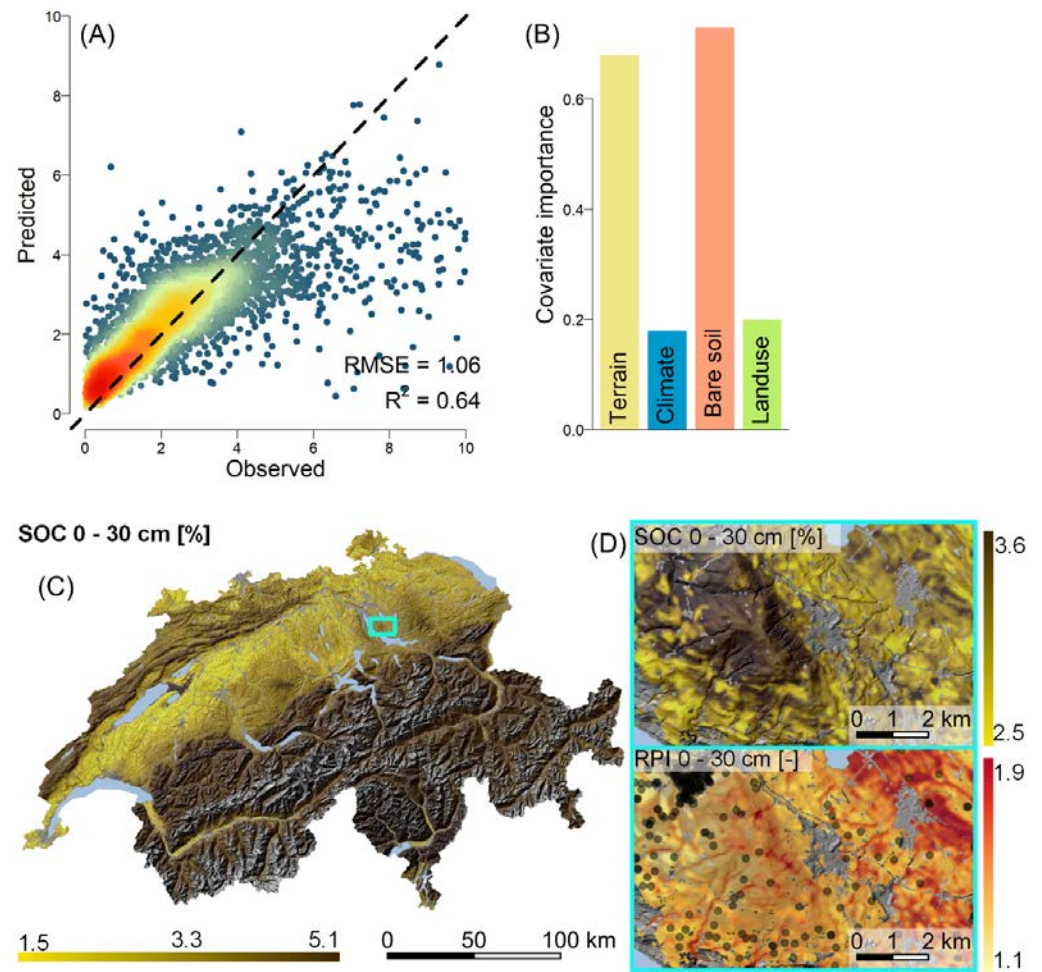 (A)
10
8
6
4
2
0
Predicted
RMSE = 1.06
R² = 0.64
0 2 4 6 8 10
Observed
(B)
Covariate importance
0.6
0.4
0.2
0.0
Terrain
Climate
Bare soil
Landuse
SOC 0 - 30 cm [%]
(C)
1.5 3.3 5.1
0 50 100 km
(D)
SOC 0 - 30 cm [%]
3.6
2.5
0 1 2 km
RPI 0 - 30 cm [-]
1.9
1.1
0 1 2 km